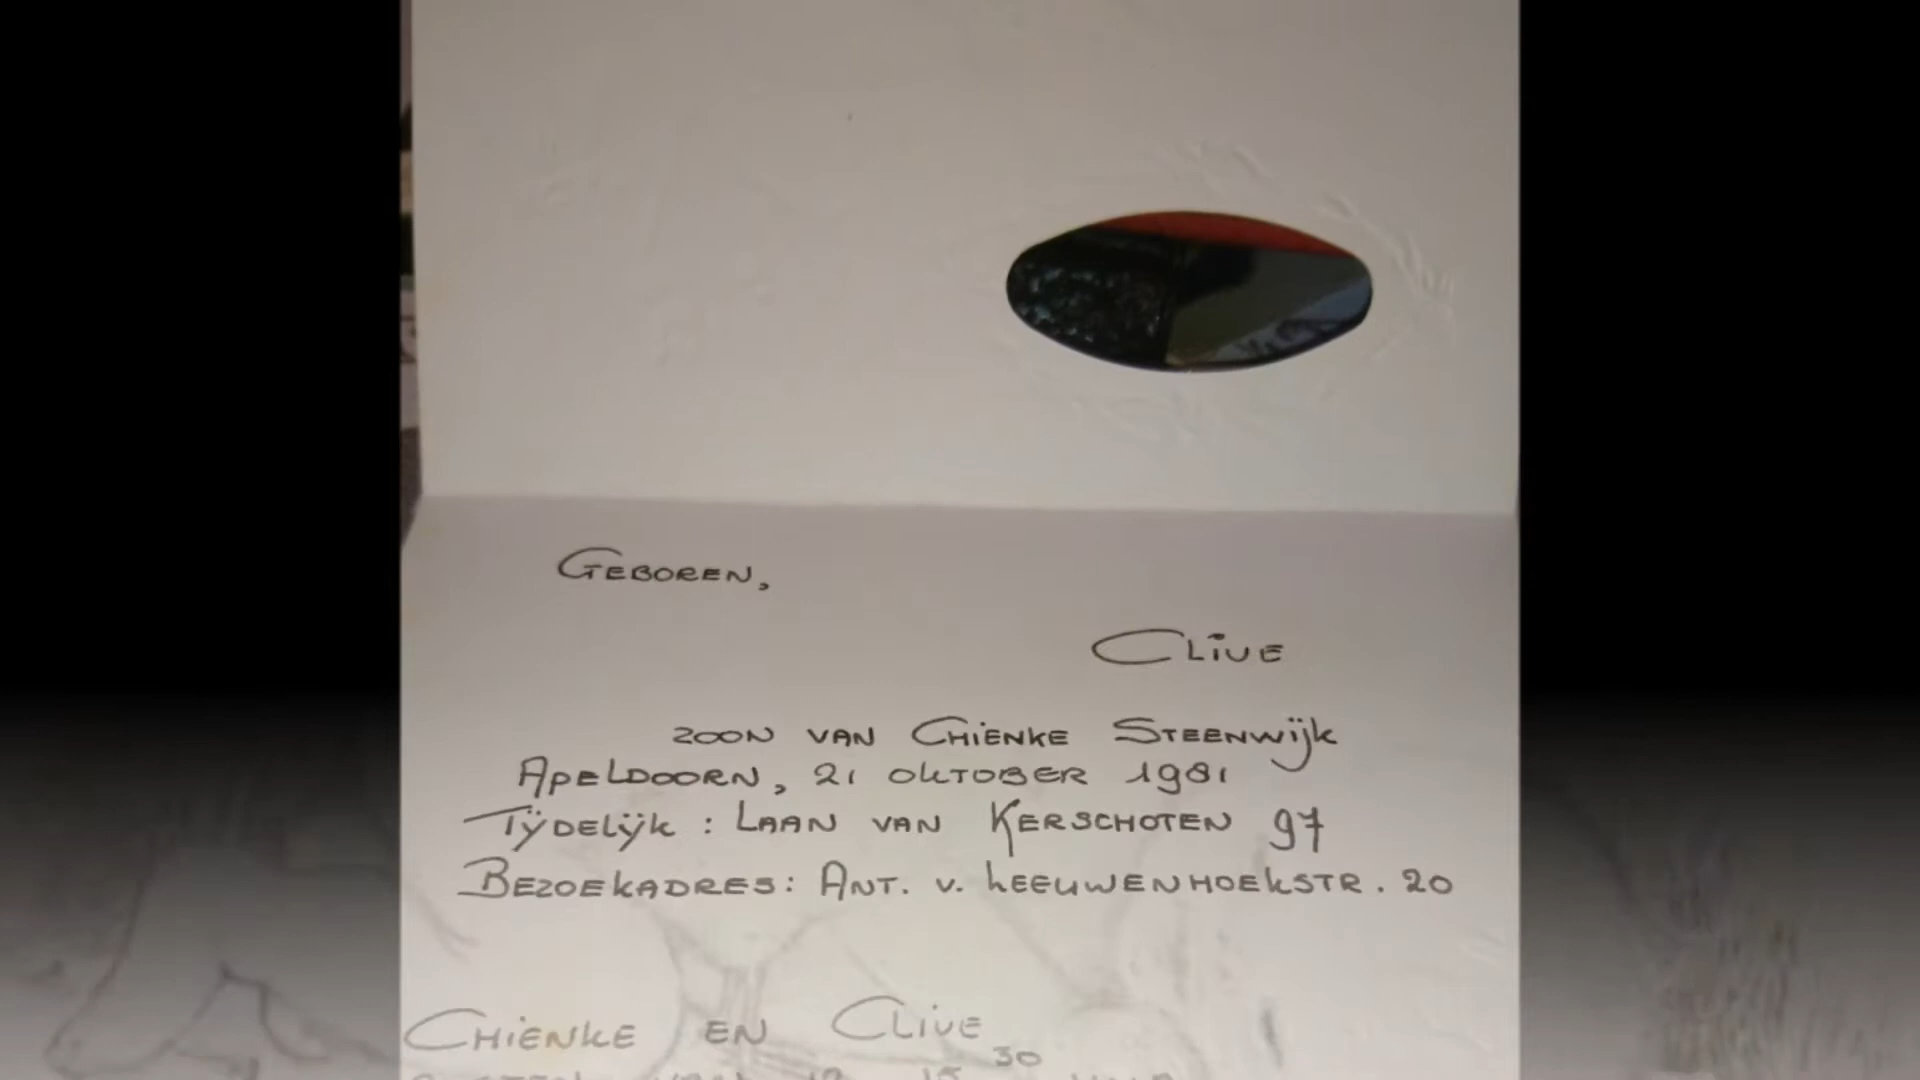 GEBOREN,
CLIVE
ZOON VAN CHIENKE STEENWIJK
APELDOORN, 21 OKTOBER 1981
TIJDELIJK : LAAN VAN KERSCHOTEN 97
BEZOEKADRES: ANT. V. LEEUWENHOEKSTR. 20
CHIENKE EN CLIVE
30